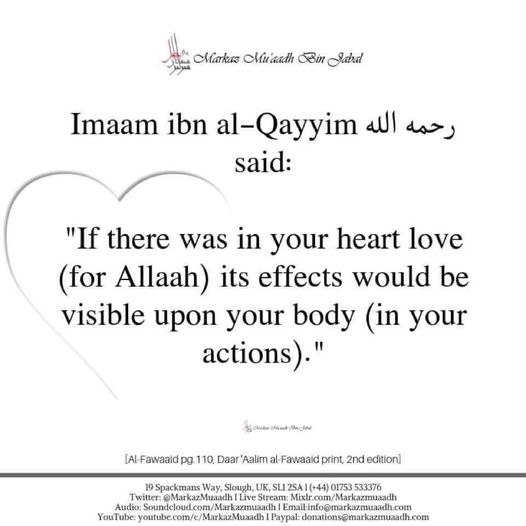 Markaz Mu'aadh Bin Jabal
Imaam ibn al-Qayyim رحمه الله
said:
"If there was in your heart love
(for Allaah) its effects would be
visible upon your body (in your
actions)."
Markaz Mu'aadh Bin Jabal
[Al-Fawaaid pg.110, Daar 'Aalim al-Fawaaid print, 2nd edition]
19 Spackmans Way, Slough, UK, SL1 2SA | (+44) 01753 533376
Twitter: @MarkazMuaadh | Live Stream: Mixlr.com/Markazmuaadh
Audio: Soundcloud.com/Markazmuaadh | Email:info@markazmuaadh.com
YouTube: youtube.com/c/MarkazMuaadh | Paypal: donations@markazmuaadh.com